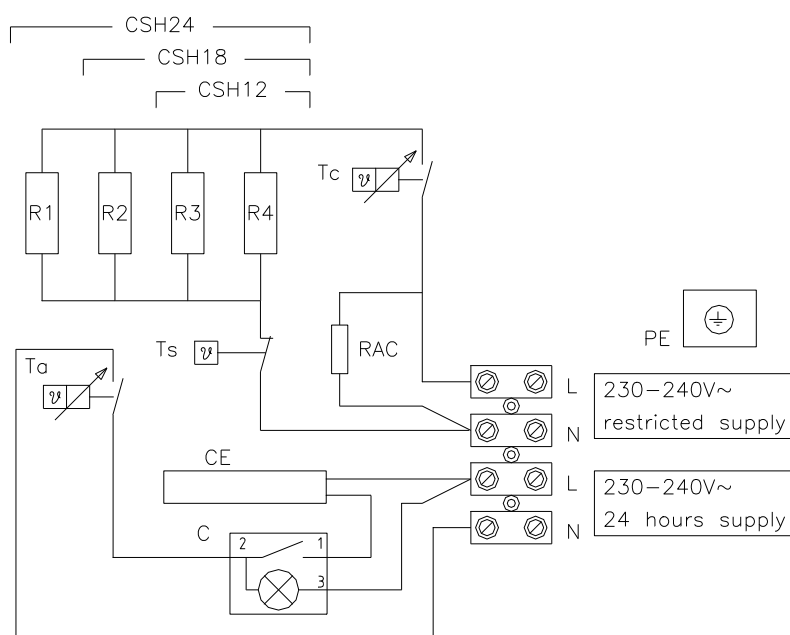 CSH24
CSH18
CSH12
Tc
ϑ
R1 R2 R3 R4
PE
Ts
ϑ
RAC
Ta
ϑ
L
230-240V~
restricted supply
N
CE
L
230-240V~
24 hours supply
N
C
2 1
3